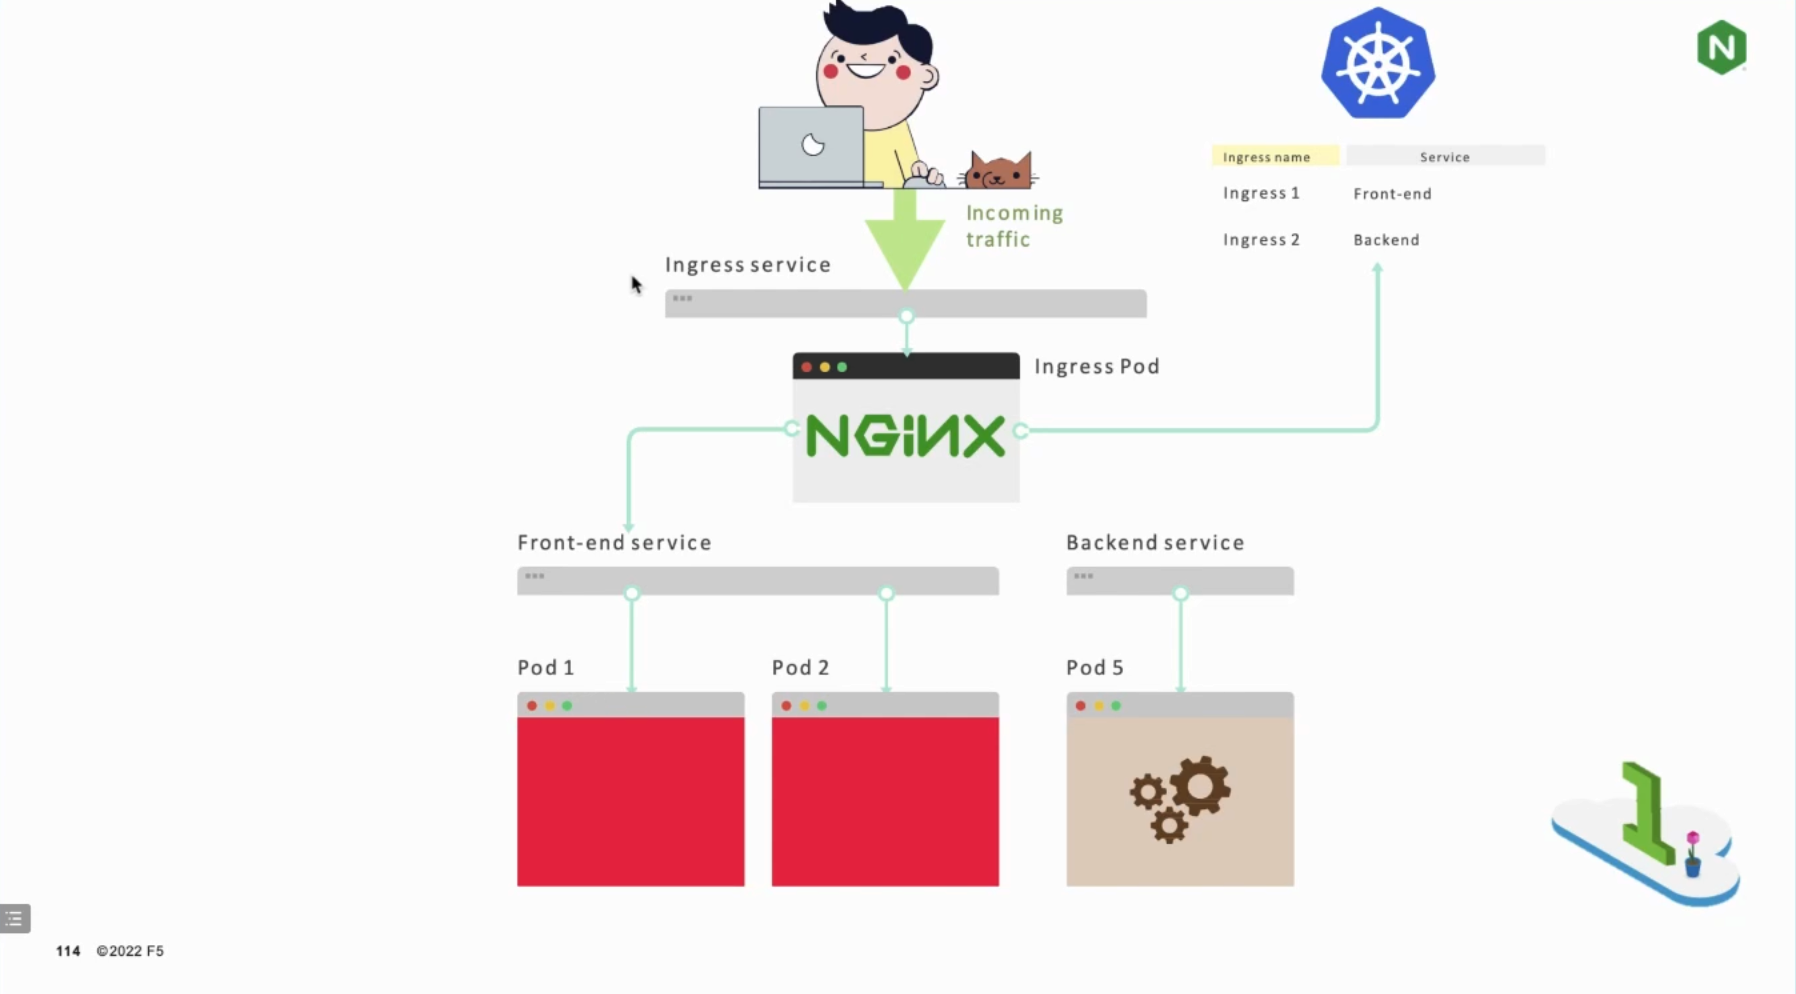 Incoming
traffic
Ingress service
Ingress Pod
NGINX
Ingress name Service
Ingress 1 Front-end
Ingress 2 Backend
N
Front-end service
Backend service
Pod 1
Pod 2
Pod 5
1
114 ©2022 F5